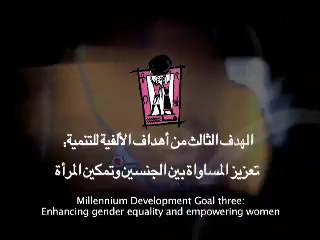 الهدف الثالث من أهداف الألفية للتنمية:
تعزيز المساواة بين الجنسين وتمكين المرأة
Millennium Development Goal three:
Enhancing gender equality and empowering women